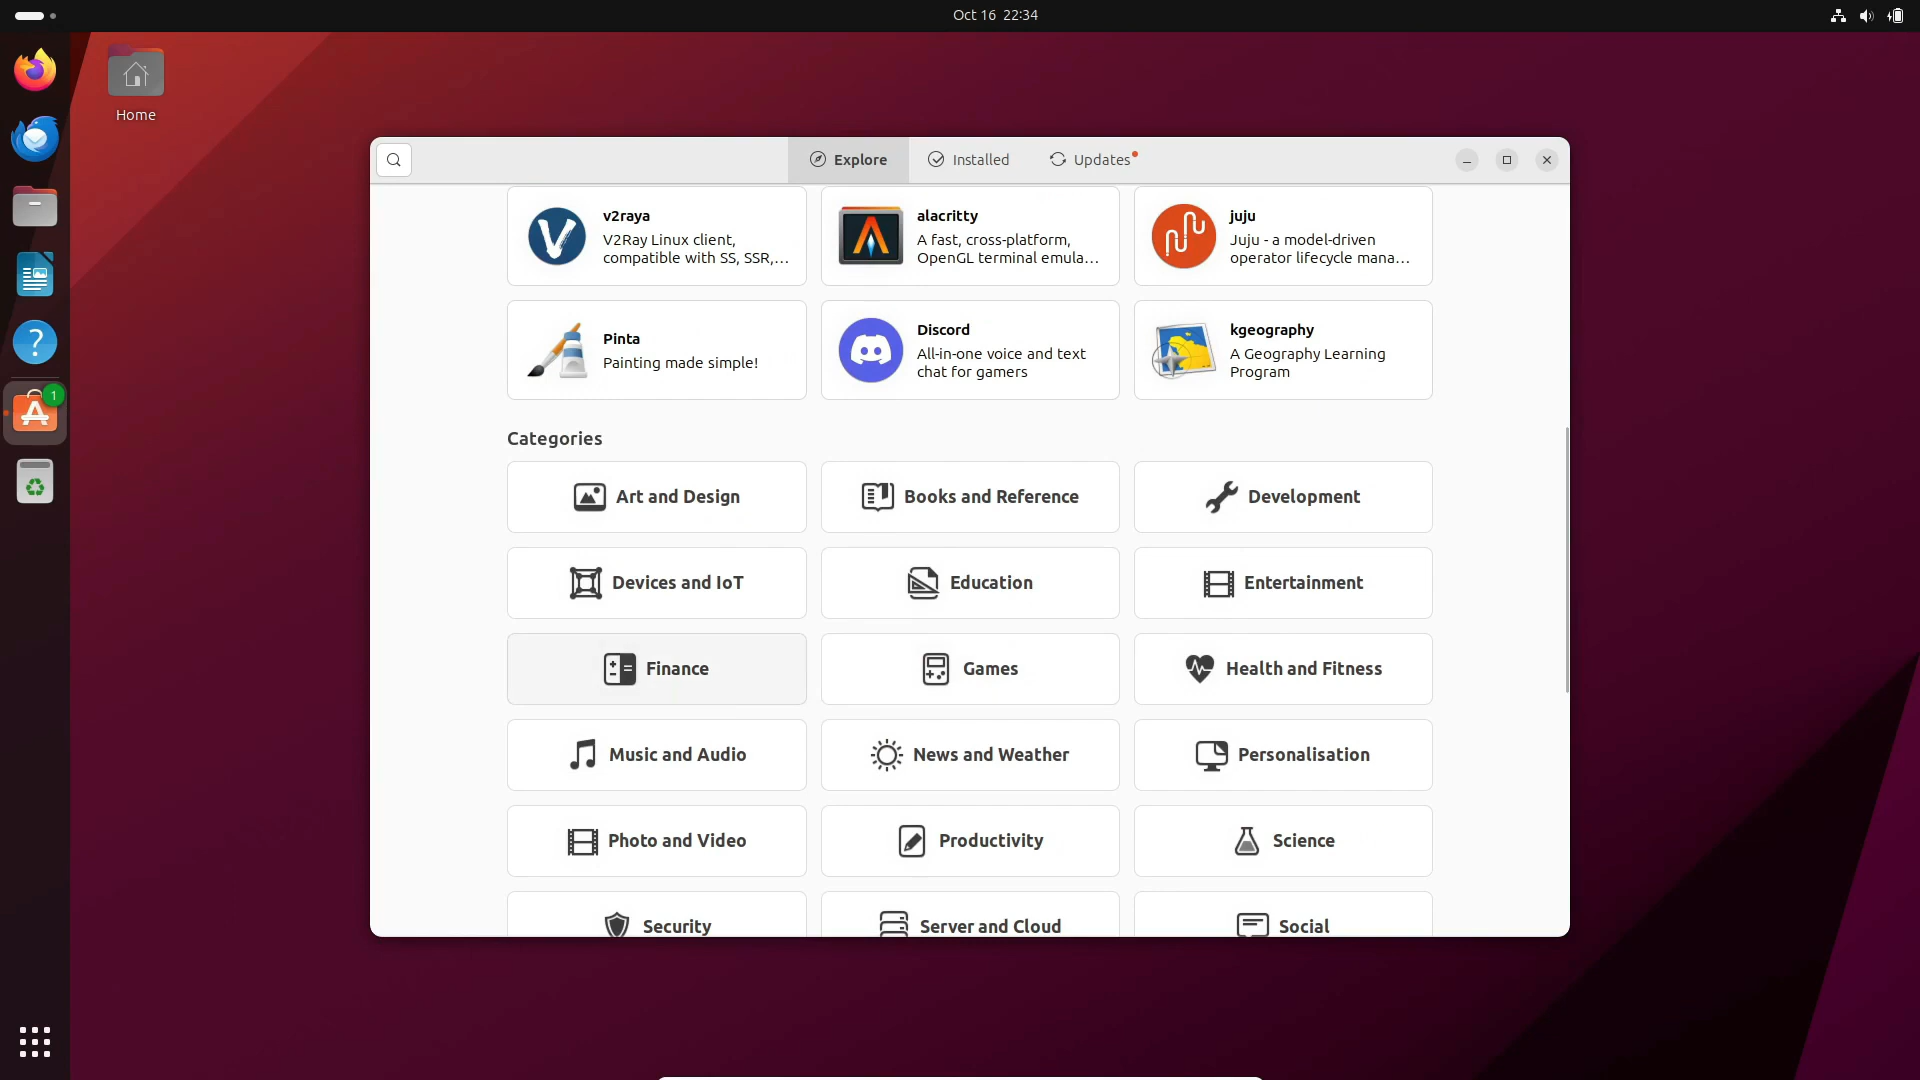 Oct 16 22:34
Home
Explore
Installed
Updates
v2raya
V2Ray Linux client,
compatible with SS, SSR,...
alacritty
A fast, cross-platform,
OpenGL terminal emula...
juju
Juju - a model-driven
operator lifecycle mana...
Pinta
Painting made simple!
Discord
All-in-one voice and text
chat for gamers
kgeography
A Geography Learning
Program
1
Categories
Art and Design
Books and Reference
Development
Devices and IoT
Education
Entertainment
Finance
Games
Health and Fitness
Music and Audio
News and Weather
Personalisation
Photo and Video
Productivity
Science
Security
Server and Cloud
Social